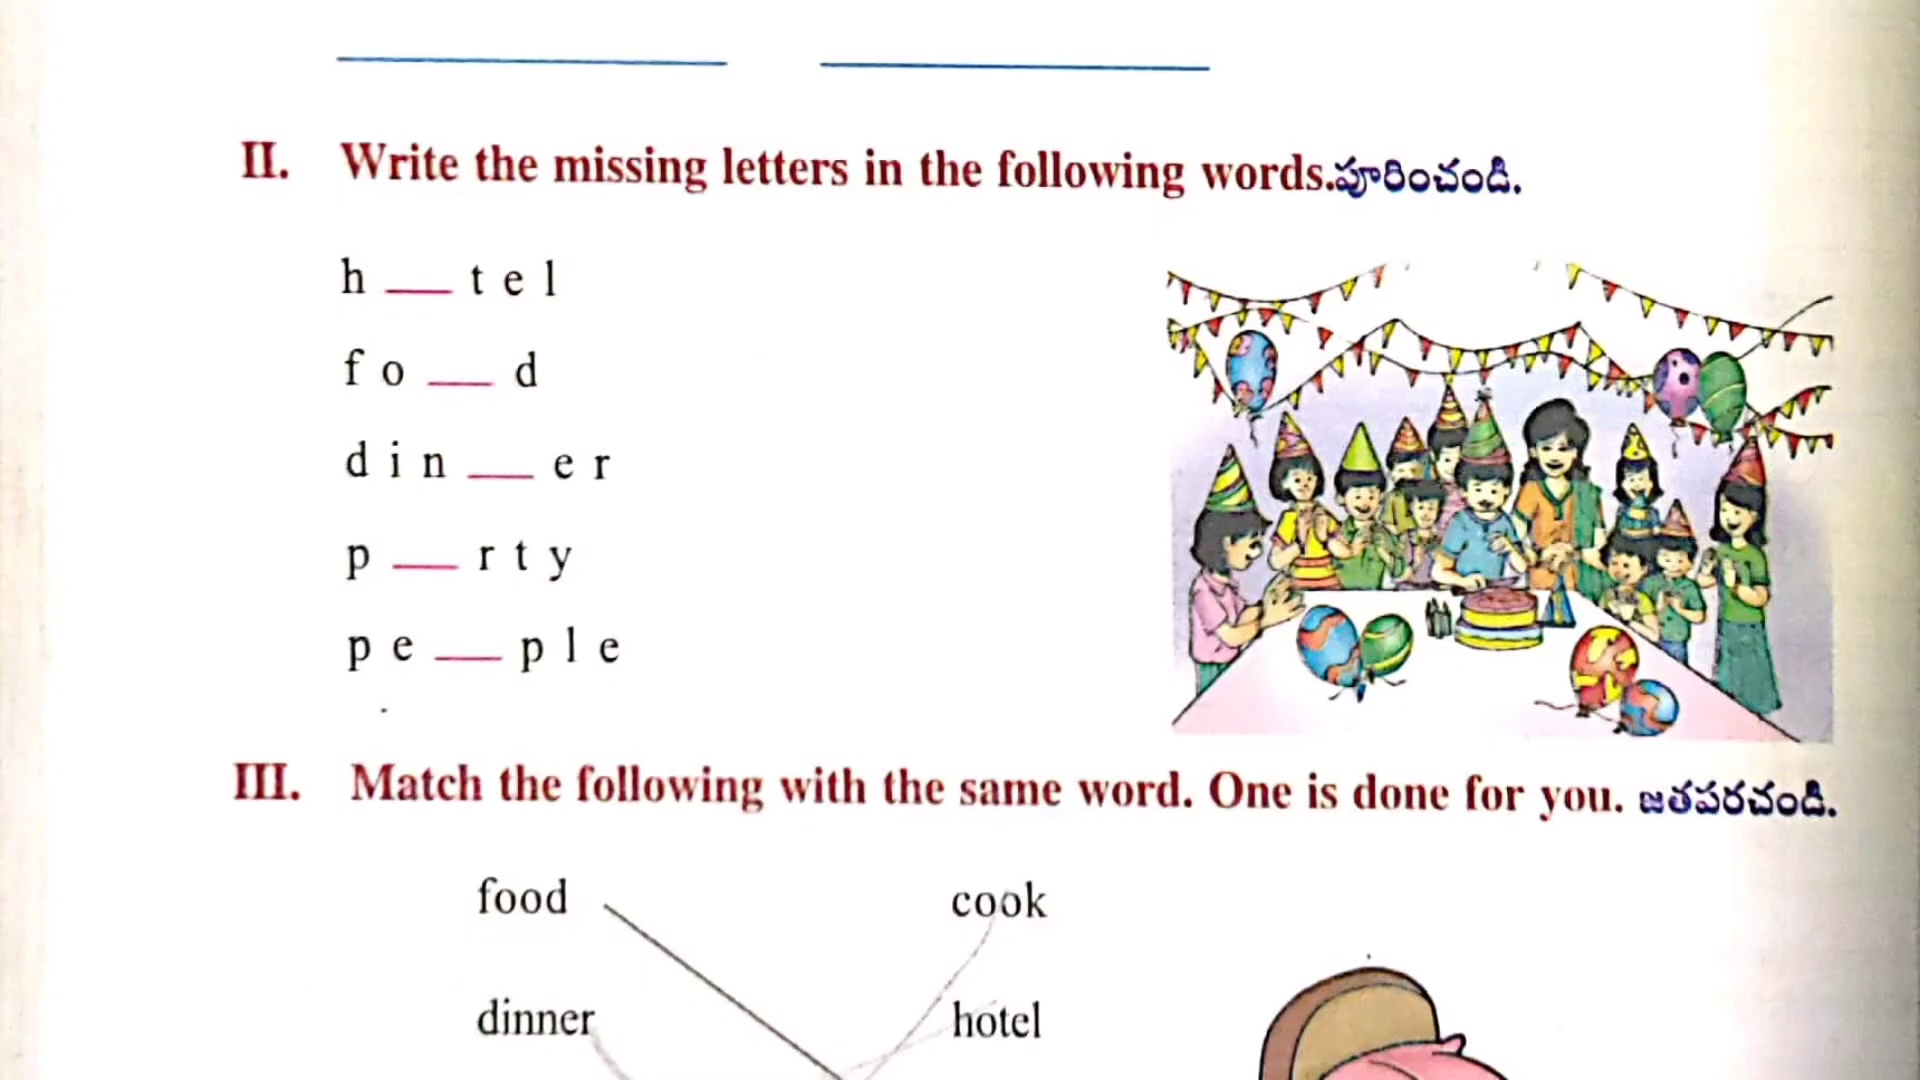 II. Write the missing letters in the following words.పూరించండి.
h __ t e l
f o __ d
d i n __ e r
p __ r t y
p e __ p l e
III. Match the following with the same word. One is done for you. జతపరచండి.
food cook
dinner hotel